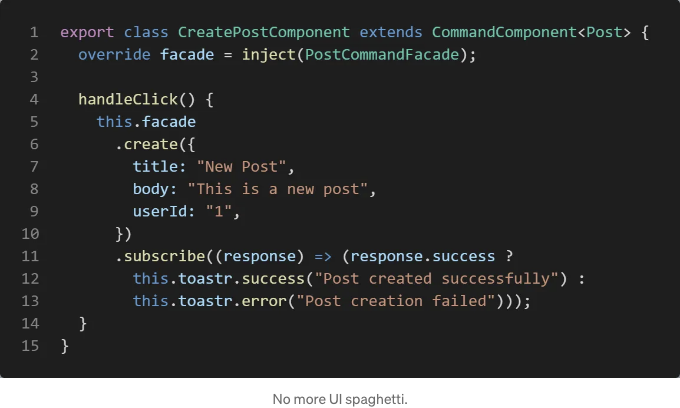 1 export class CreatePostComponent extends CommandComponent<Post> {
2 override facade = inject(PostCommandFacade);
3
4 handleClick() {
5 this.facade
6 .create({
7 title: "New Post",
8 body: "This is a new post",
9 userId: "1",
10 })
11 .subscribe((response) => (response.success ?
12 this.toastr.success("Post created successfully") :
13 this.toastr.error("Post creation failed")));
14 }
15 }
No more UI spaghetti.